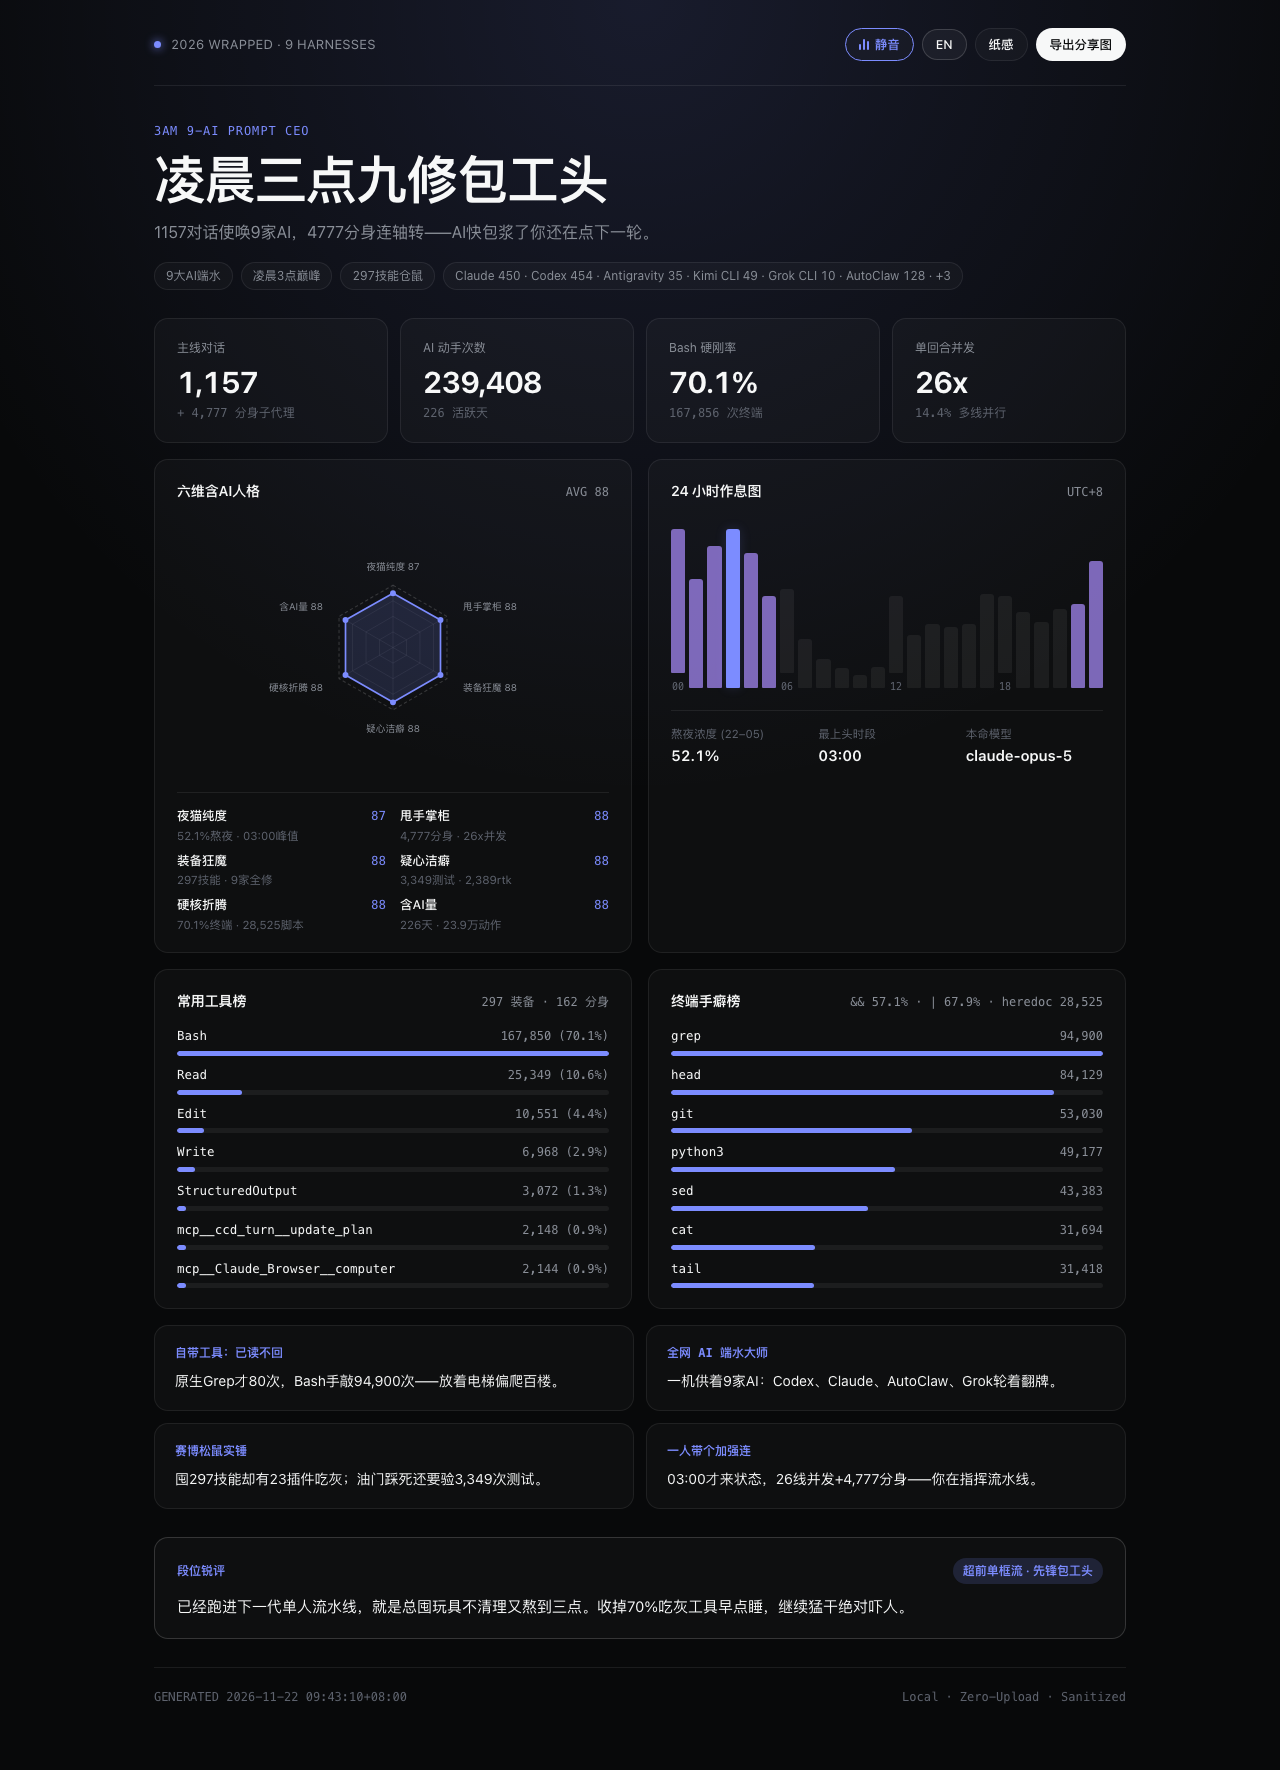 2026 WRAPPED · 9 HARNESSES
静音
EN
纸感
导出分享图
3AM 9-AI PROMPT CEO
凌晨三点九修包工头
1157对话使唤9家AI，4777分身连轴转——AI快包浆了你还在点下一轮。
9大AI端水
凌晨3点巅峰
297技能仓鼠
Claude 450 · Codex 454 · Antigravity 35 · Kimi CLI 49 · Grok CLI 10 · AutoClaw 128 · +3
主线对话
1,157
+ 4,777 分身子代理
AI 动手次数
239,408
226 活跃天
Bash 硬刚率
70.1%
167,856 次终端
单回合并发
26x
14.4% 多线并行
六维含AI人格
AVG 88
夜猫纯度 87
含AI量 88
甩手掌柜 88
硬核折腾 88
装备狂魔 88
疑心洁癖 88
夜猫纯度 87
52.1%熬夜 · 03:00峰值
甩手掌柜 88
4,777分身 · 26x并发
装备狂魔 88
297技能 · 9家全修
疑心洁癖 88
3,349测试 · 2,389rtk
硬核折腾 88
70.1%终端 · 28,525脚本
含AI量 88
226天 · 23.9万动作
24 小时作息图
UTC+8
00
06
12
18
熬夜浓度 (22–05)
52.1%
最上头时段
03:00
本命模型
claude-opus-5
常用工具榜
297 装备 · 162 分身
Bash 167,850 (70.1%)
Read 25,349 (10.6%)
Edit 10,551 (4.4%)
Write 6,968 (2.9%)
StructuredOutput 3,072 (1.3%)
mcp__ccd_turn__update_plan 2,148 (0.9%)
mcp__Claude_Browser__computer 2,144 (0.9%)
终端手癖榜
&& 57.1% · | 67.9% · heredoc 28,525
grep 94,900
head 84,129
git 53,030
python3 49,177
sed 43,383
cat 31,694
tail 31,418
自带工具：已读不回
原生Grep才80次，Bash手敲94,900次——放着电梯偏爬百楼。
全网 AI 端水大师
一机供着9家AI：Codex、Claude、AutoClaw、Grok轮着翻牌。
赛博松鼠实锤
囤297技能却有23插件吃灰；油门踩死还要验3,349次测试。
一人带个加强连
03:00才来状态，26线并发+4,777分身——你在指挥流水线。
段位锐评
超前单框流 · 先锋包工头
已经跑进下一代单人流水线，就是总囤玩具不清理又熬到三点。收掉70%吃灰工具早点睡，继续猛干绝对吓人。
GENERATED 2026-11-22 09:43:10+08:00
Local · Zero-Upload · Sanitized